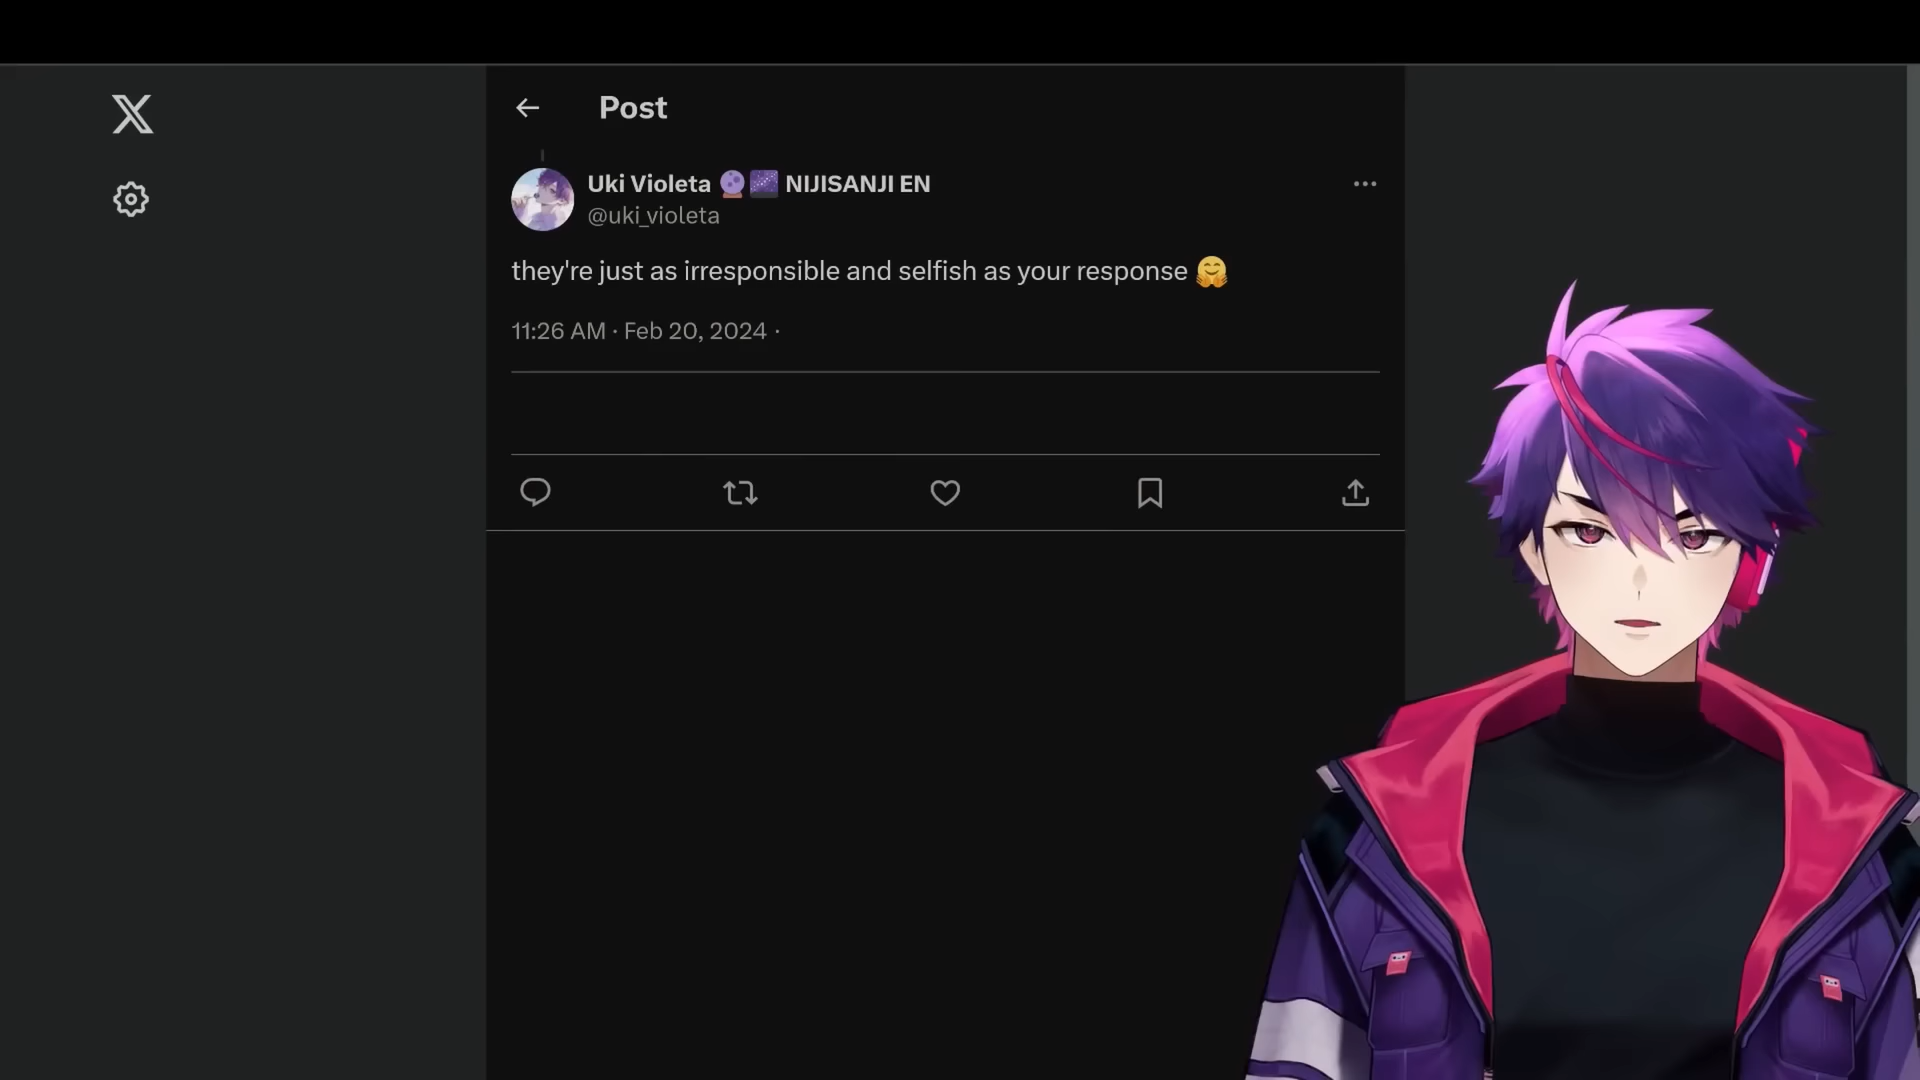 Post
Uki Violeta 🔮🌌 NIJISANJI EN
@uki_violeta
they're just as irresponsible and selfish as your response 🤗
11:26 AM · Feb 20, 2024 ·